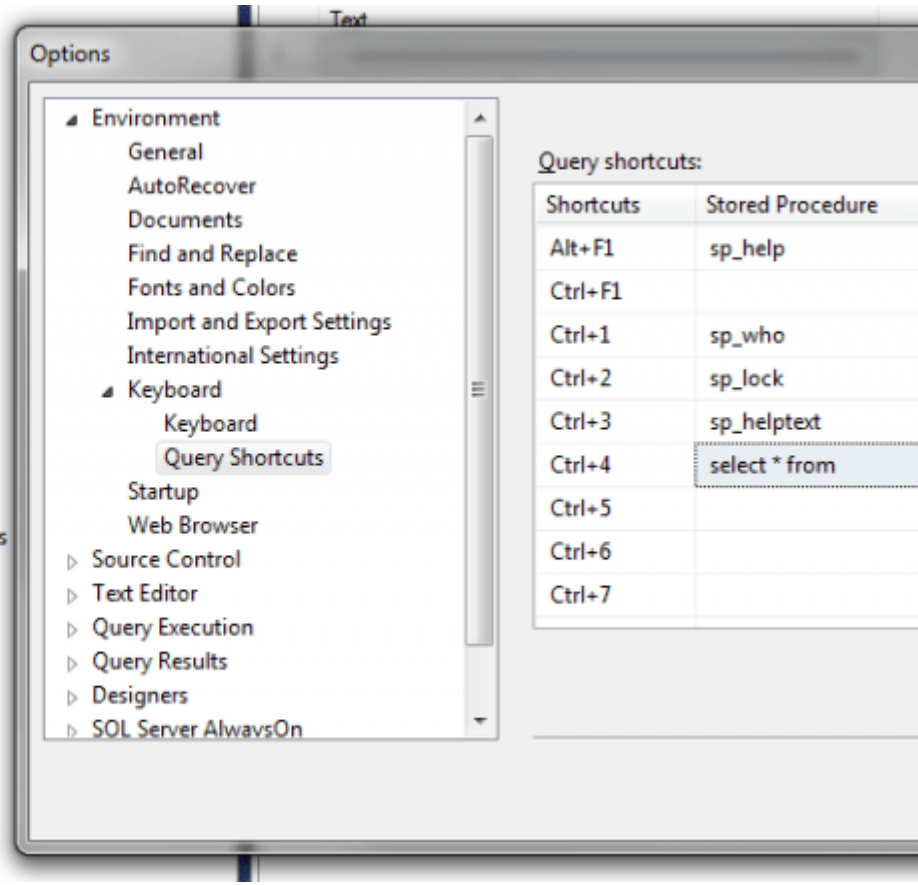 Text
Options
Environment
General
AutoRecover
Documents
Find and Replace
Fonts and Colors
Import and Export Settings
International Settings
Keyboard
Keyboard
Query Shortcuts
Startup
Web Browser
Source Control
Text Editor
Query Execution
Query Results
Designers
SQL Server AlwaysOn
s
Query shortcuts:
Shortcuts Stored Procedure
Alt+F1 sp_help
Ctrl+F1
Ctrl+1 sp_who
Ctrl+2 sp_lock
Ctrl+3 sp_helptext
Ctrl+4 select * from
Ctrl+5
Ctrl+6
Ctrl+7